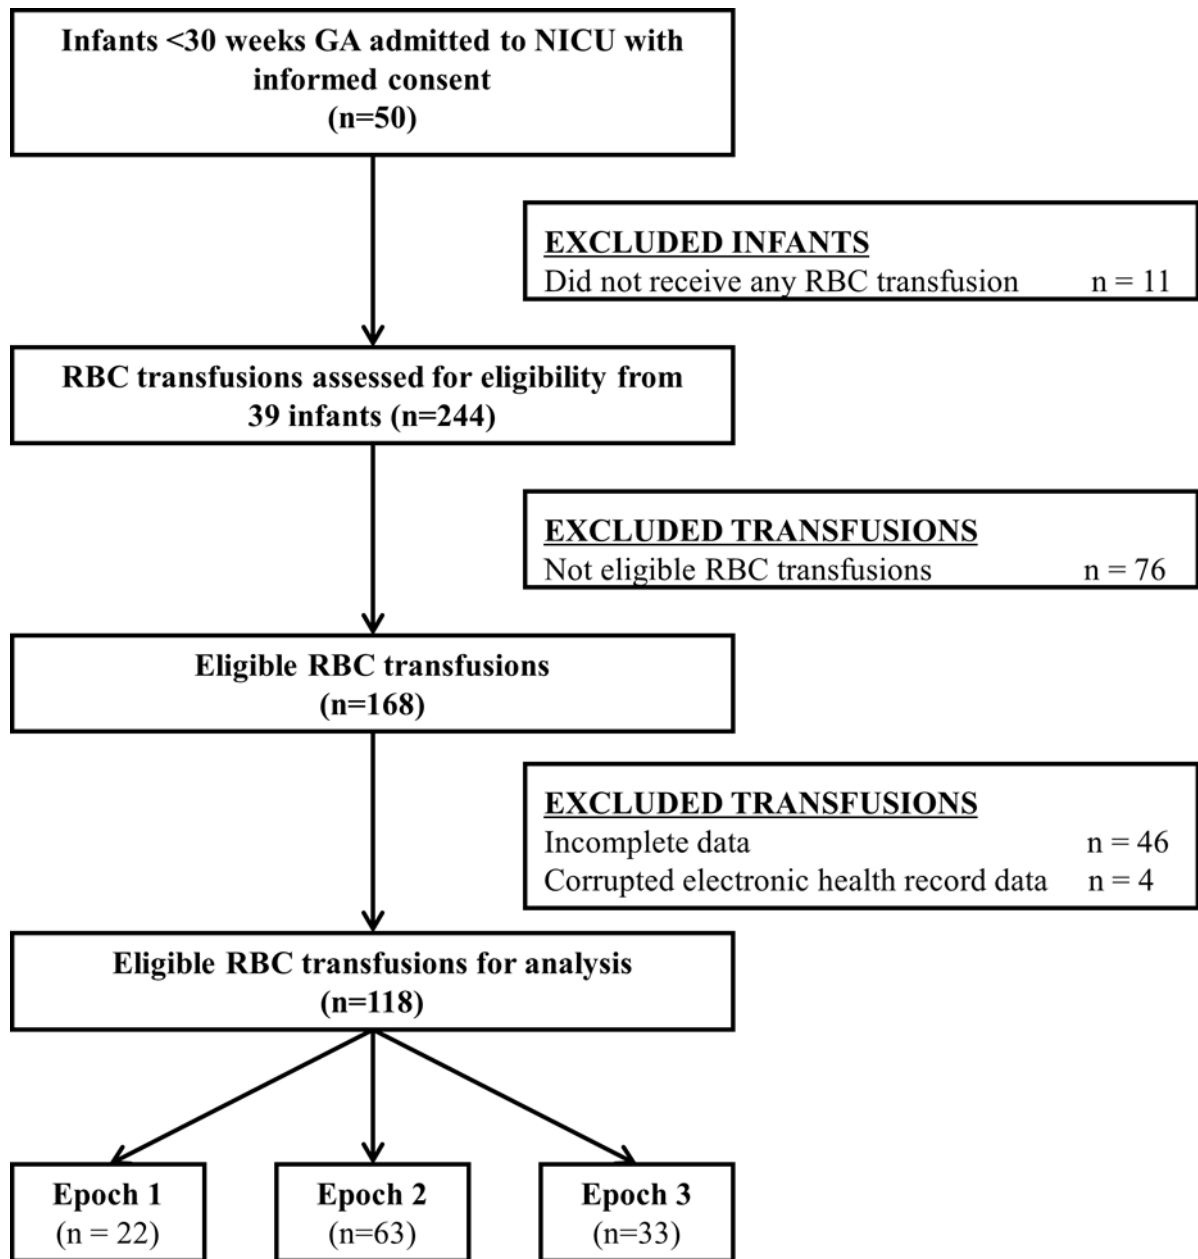 Infants <30 weeks GA admitted to NICU with
informed consent
(n=50)
EXCLUDED INFANTS
Did not receive any RBC transfusion n = 11
RBC transfusions assessed for eligibility from
39 infants (n=244)
EXCLUDED TRANSFUSIONS
Not eligible RBC transfusions n = 76
Eligible RBC transfusions
(n=168)
EXCLUDED TRANSFUSIONS
Incomplete data n = 46
Corrupted electronic health record data n = 4
Eligible RBC transfusions for analysis
(n=118)
Epoch 1
(n = 22)
Epoch 2
(n=63)
Epoch 3
(n=33)